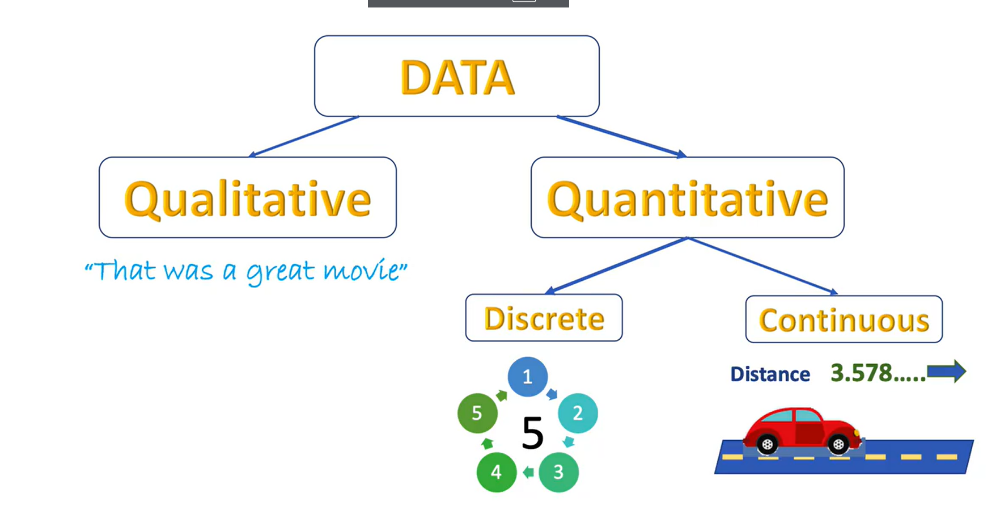 DATA
Qualitative
Quantitative
“That was a great movie”
Discrete
Continuous
Distance 3.578.....
1
5
2
5
4
3